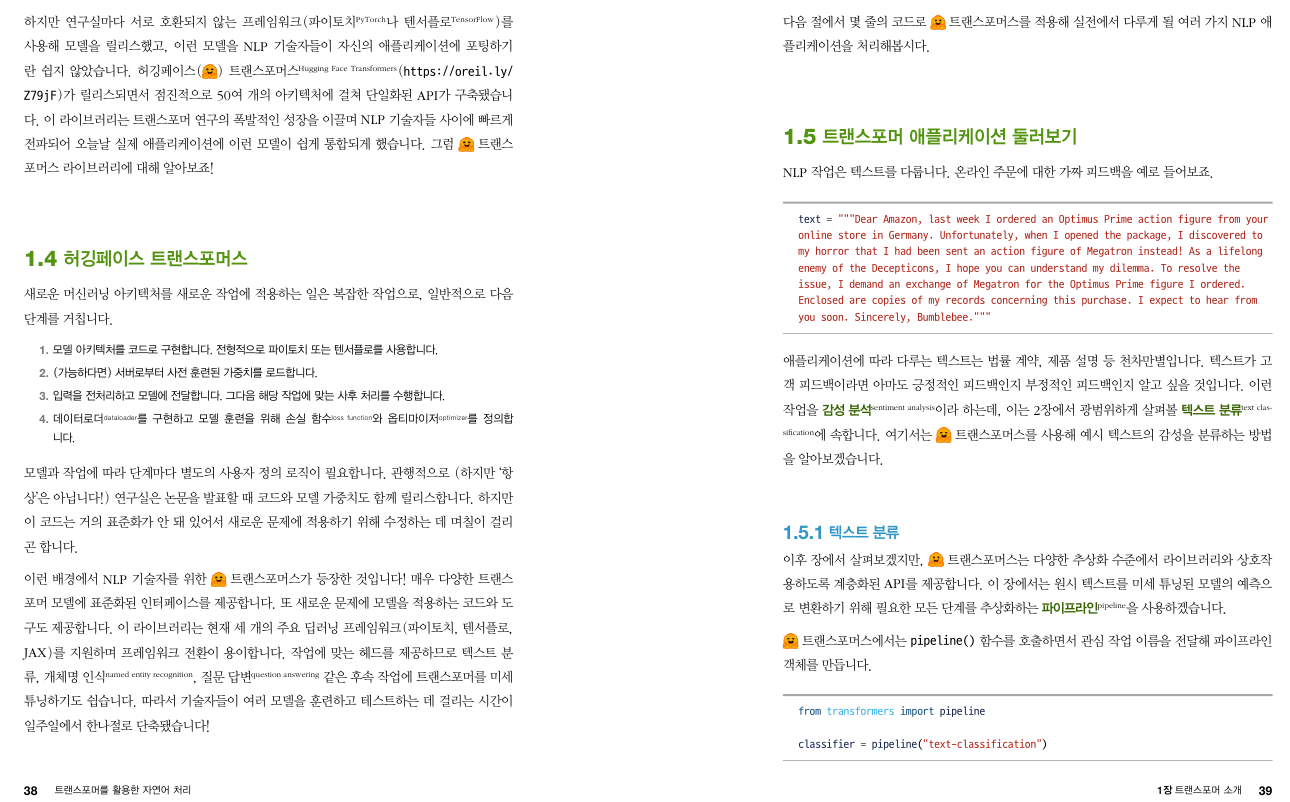 하지만 연구실마다 서로 호환되지 않는 프레임워크(파이토치PyTorch나 텐서플로TensorFlow)를
사용해 모델을 릴리스했고, 이런 모델을 NLP 기술자들이 자신의 애플리케이션에 포팅하기
란 쉽지 않았습니다. 허깅페이스(🤗) 트랜스포머스Hugging Face Transformers(https://oreil.ly/
Z79jF)가 릴리스되면서 점진적으로 50여 개의 아키텍처에 걸쳐 단일화된 API가 구축됐습니
다. 이 라이브러리는 트랜스포머 연구의 폭발적인 성장을 이끌며 NLP 기술자들 사이에 빠르게
전파되어 오늘날 실제 애플리케이션에 이런 모델이 쉽게 통합되게 했습니다. 그럼 🤗 트랜스
포머스 라이브러리에 대해 알아보죠!
1.4 허깅페이스 트랜스포머스
새로운 머신러닝 아키텍처를 새로운 작업에 적용하는 일은 복잡한 작업으로, 일반적으로 다음
단계를 거칩니다.
1. 모델 아키텍처를 코드로 구현합니다. 전형적으로 파이토치 또는 텐서플로를 사용합니다.
2. (가능하다면) 서버로부터 사전 훈련된 가중치를 로드합니다.
3. 입력을 전처리하고 모델에 전달합니다. 그다음 해당 작업에 맞는 사후 처리를 수행합니다.
4. 데이터로더dataloader를 구현하고 모델 훈련을 위해 손실 함수loss function와 옵티마이저optimizer를 정의합
니다.
모델과 작업에 따라 단계마다 별도의 사용자 정의 로직이 필요합니다. 관행적으로 (하지만 '항
상'은 아닙니다!) 연구실은 논문을 발표할 때 코드와 모델 가중치도 함께 릴리스합니다. 하지만
이 코드는 거의 표준화가 안 돼 있어서 새로운 문제에 적용하기 위해 수정하는 데 며칠이 걸리
곤 합니다.
이런 배경에서 NLP 기술자를 위한 🤗 트랜스포머스가 등장한 것입니다! 매우 다양한 트랜스
포머 모델에 표준화된 인터페이스를 제공합니다. 또 새로운 문제에 모델을 적용하는 코드와 도
구도 제공합니다. 이 라이브러리는 현재 세 개의 주요 딥러닝 프레임워크(파이토치, 텐서플로,
JAX)를 지원하며 프레임워크 전환이 용이합니다. 작업에 맞는 헤드를 제공하므로 텍스트 분
류, 개체명 인식named entity recognition, 질문 답변question answering 같은 후속 작업에 트랜스포머를 미세
튜닝하기도 쉽습니다. 따라서 기술자들이 여러 모델을 훈련하고 테스트하는 데 걸리는 시간이
일주일에서 한나절로 단축됐습니다!
38 트랜스포머를 활용한 자연어 처리
다음 절에서 몇 줄의 코드로 🤗 트랜스포머스를 적용해 실전에서 다루게 될 여러 가지 NLP 애
플리케이션을 처리해봅시다.
1.5 트랜스포머 애플리케이션 둘러보기
NLP 작업은 텍스트를 다룹니다. 온라인 주문에 대한 가짜 피드백을 예로 들어보죠.
text = """Dear Amazon, last week I ordered an Optimus Prime action figure from your
online store in Germany. Unfortunately, when I opened the package, I discovered to
my horror that I had been sent an action figure of Megatron instead! As a lifelong
enemy of the Decepticons, I hope you can understand my dilemma. To resolve the
issue, I demand an exchange of Megatron for the Optimus Prime figure I ordered.
Enclosed are copies of my records concerning this purchase. I expect to hear from
you soon. Sincerely, Bumblebee."""
애플리케이션에 따라 다루는 텍스트는 법률 계약, 제품 설명 등 천차만별입니다. 텍스트가 고
객 피드백이라면 아마도 긍정적인 피드백인지 부정적인 피드백인지 알고 싶을 것입니다. 이런
작업을 감성 분석sentiment analysis이라 하는데, 이는 2장에서 광범위하게 살펴볼 텍스트 분류text clas-
sification에 속합니다. 여기서는 🤗 트랜스포머스를 사용해 예시 텍스트의 감성을 분류하는 방법
을 알아보겠습니다.
1.5.1 텍스트 분류
이후 장에서 살펴보겠지만, 🤗 트랜스포머스는 다양한 추상화 수준에서 라이브러리와 상호작
용하도록 계층화된 API를 제공합니다. 이 장에서는 원시 텍스트를 미세 튜닝된 모델의 예측으
로 변환하기 위해 필요한 모든 단계를 추상화하는 파이프라인pipeline을 사용하겠습니다.
🤗 트랜스포머스에서는 pipeline() 함수를 호출하면서 관심 작업 이름을 전달해 파이프라인
객체를 만듭니다.
from transformers import pipeline
classifier = pipeline("text-classification")
1장 트랜스포머 소개 39